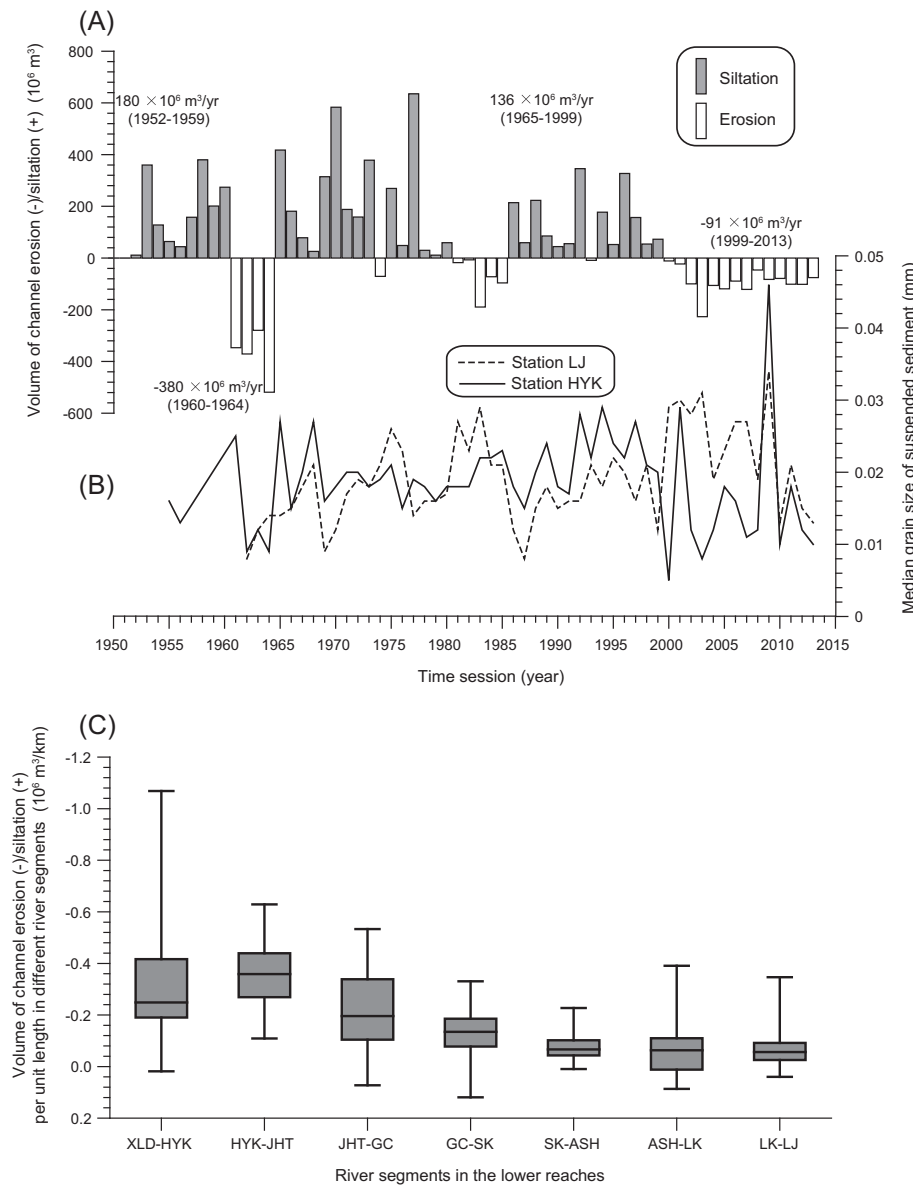 (A)
Volume of channel erosion (-)/siltation (+) (10⁶ m³)
800
600
400
200
0
-200
-400
-600
180 ×10⁶ m³/yr
(1952-1959)
136 ×10⁶ m³/yr
(1965-1999)
Siltation
Erosion
-91 ×10⁶ m³/yr
(1999-2013)
-380 ×10⁶ m³/yr
(1960-1964)
Station LJ
Station HYK
(B)
0.05
0.04
0.03
0.02
0.01
0
Median grain size of suspended sediment (mm)
1950 1955 1960 1965 1970 1975 1980 1985 1990 1995 2000 2005 2010 2015
Time session (year)
(C)
Volume of channel erosion (-)/siltation (+)
per unit length in different river segments (10⁶ m³/km)
-1.2
-1.0
-0.8
-0.6
-0.4
-0.2
0.0
0.2
XLD-HYK HYK-JHT JHT-GC GC-SK SK-ASH ASH-LK LK-LJ
River segments in the lower reaches